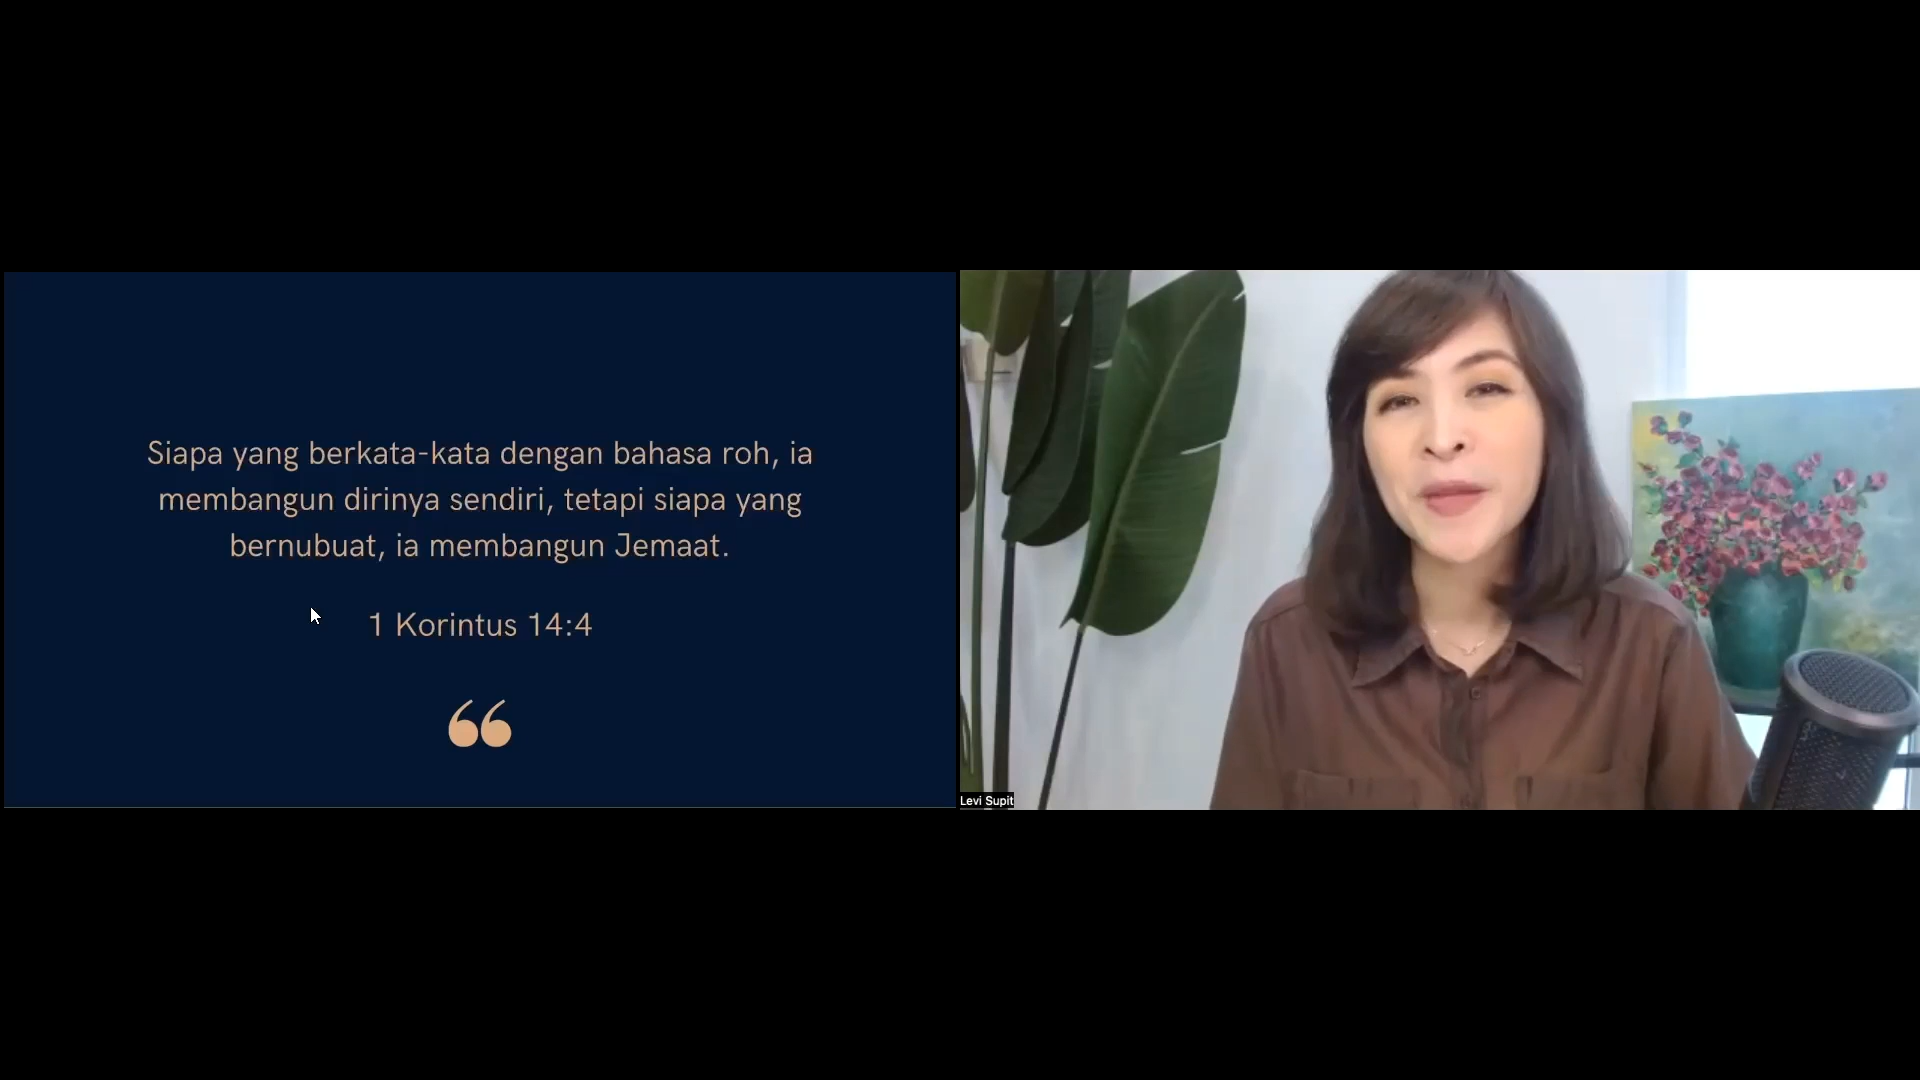 Siapa yang berkata-kata dengan bahasa roh, ia
membangun dirinya sendiri, tetapi siapa yang
bernubuat, ia membangun Jemaat.
1 Korintus 14:4
Levi Supit